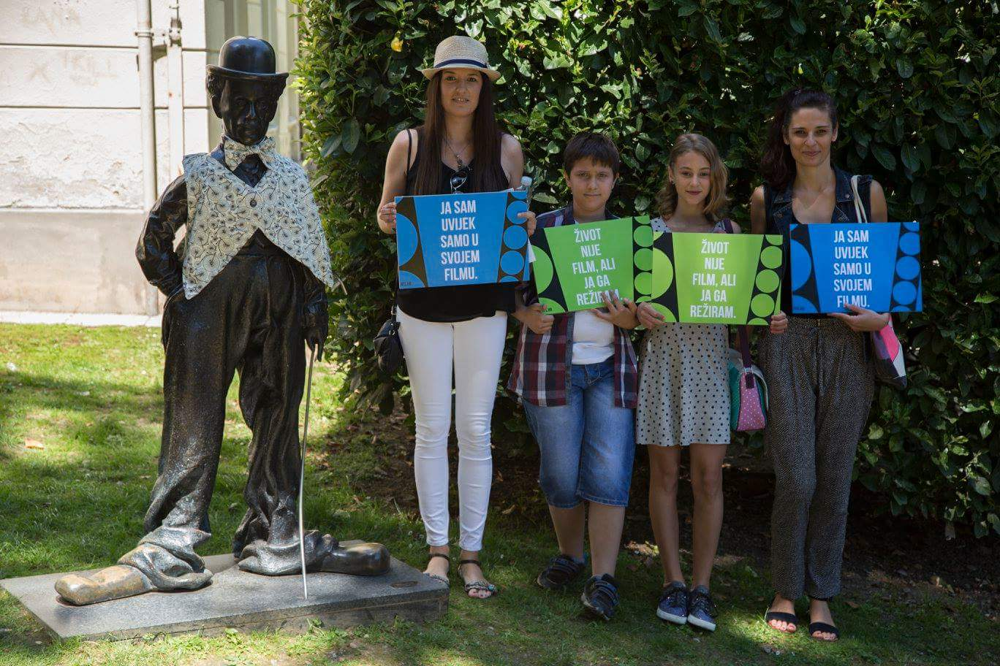 JA SAM
UVIJEK
SAMO U
SVOJEM
FILMU.
ŽIVOT
NIJE
FILM, ALI
JA GA
REŽIRAM.
ŽIVOT
NIJE
FILM, ALI
JA GA
REŽIRAM.
JA SAM
UVIJEK
SAMO U
SVOJEM
FILMU.